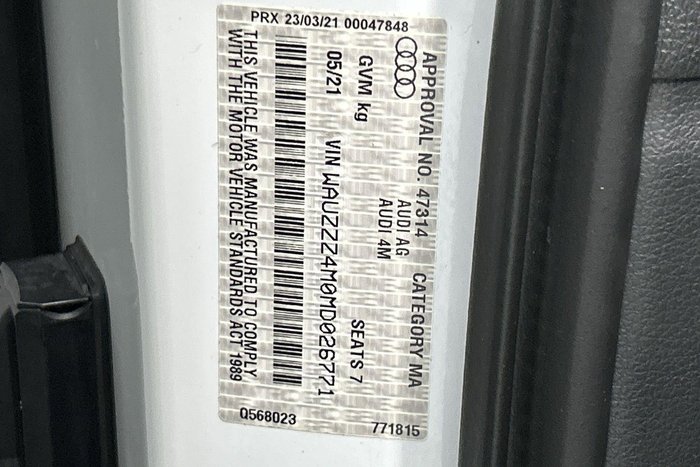 PRX 23/03/21 00047848
APPROVAL NO. 47314 CATEGORY MA
AUDI AG
AUDI 4M
GVM kg SEATS 7
05/21 VIN WAUZZZ4M0MD026771
THIS VEHICLE WAS MANUFACTURED TO COMPLY
WITH THE MOTOR VEHICLE STANDARDS ACT 1989
Q568023 771815